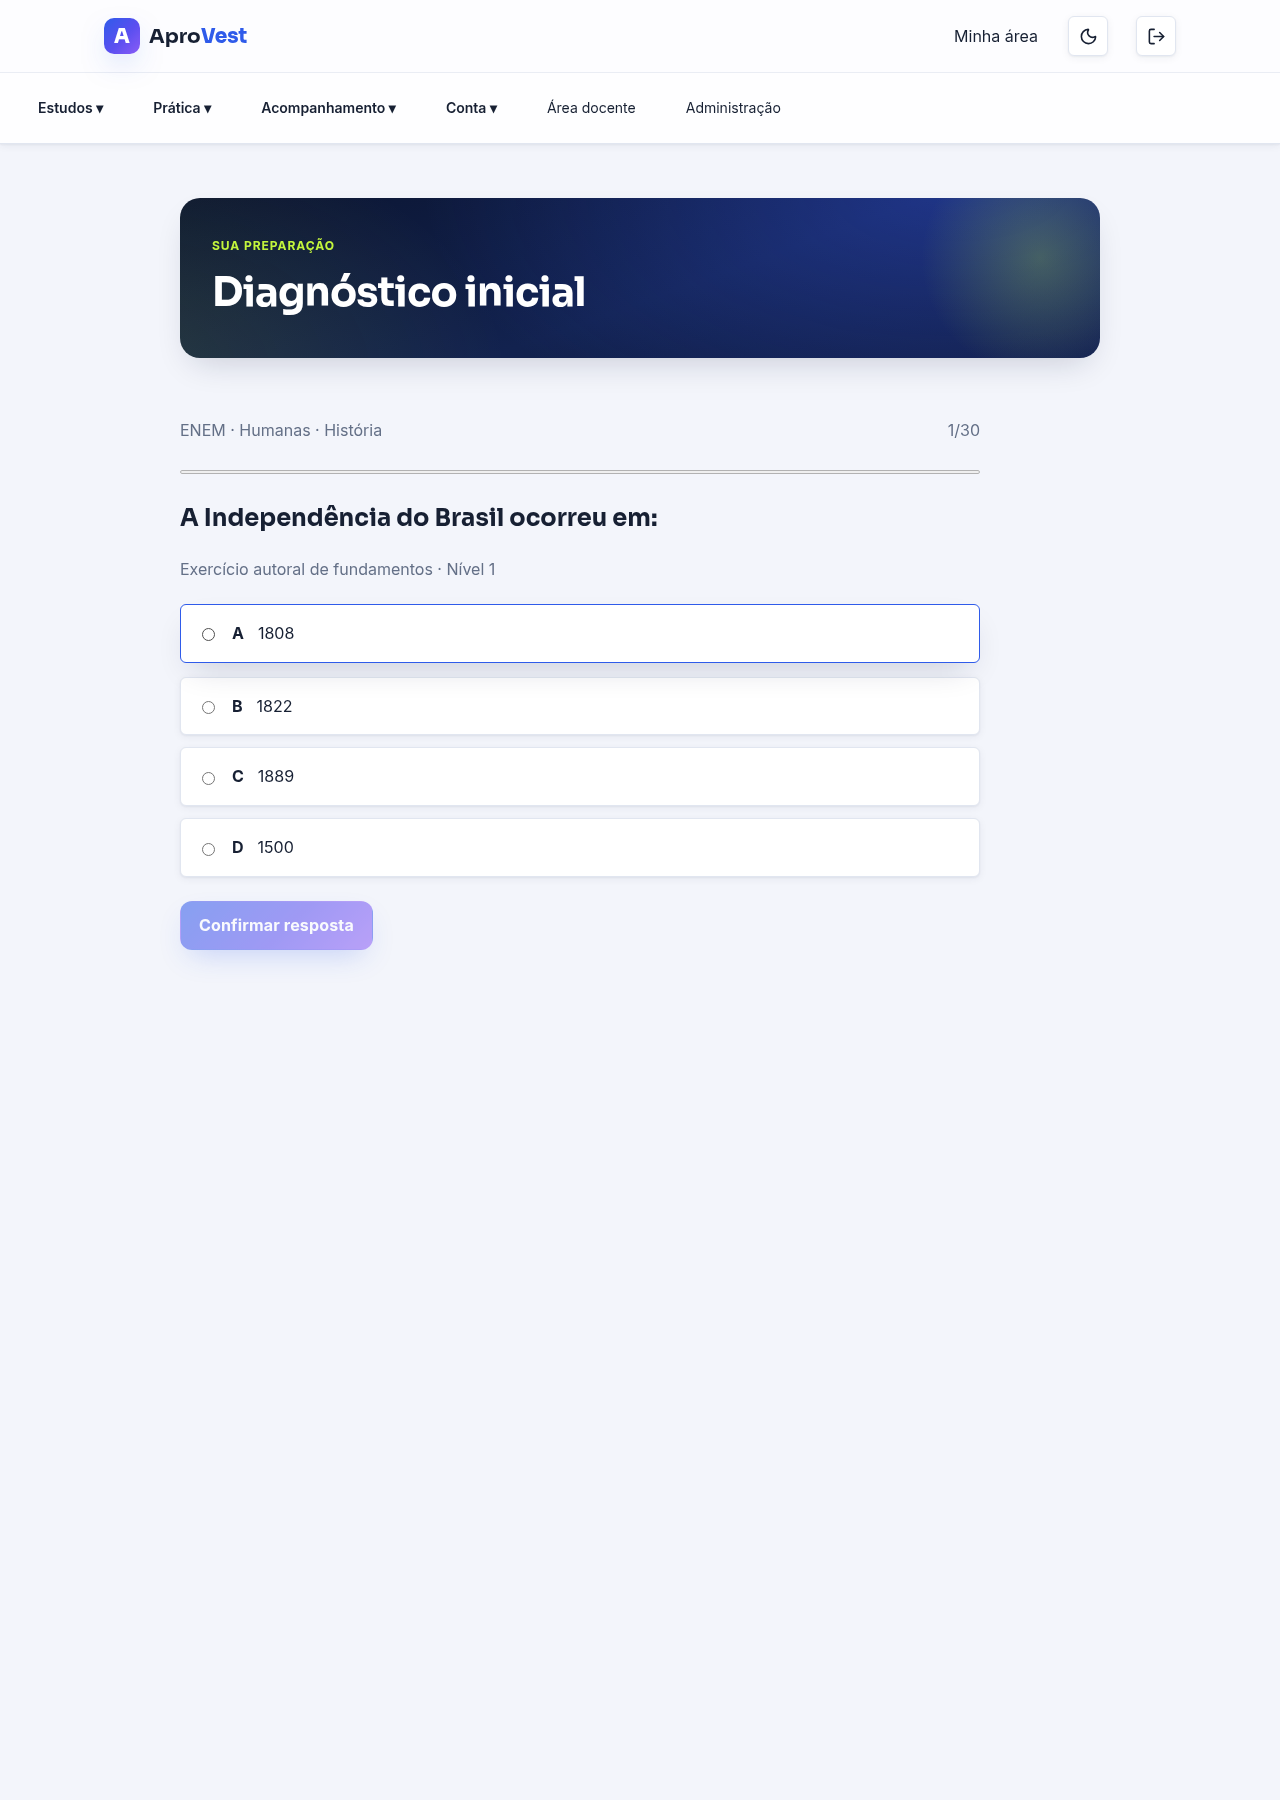 A AproVest
Minha área
Estudos ▾ Prática ▾ Acompanhamento ▾ Conta ▾ Área docente Administração
SUA PREPARAÇÃO
Diagnóstico inicial
ENEM · Humanas · História 1/30
A Independência do Brasil ocorreu em:
Exercício autoral de fundamentos · Nível 1
A 1808
B 1822
C 1889
D 1500
Confirmar resposta